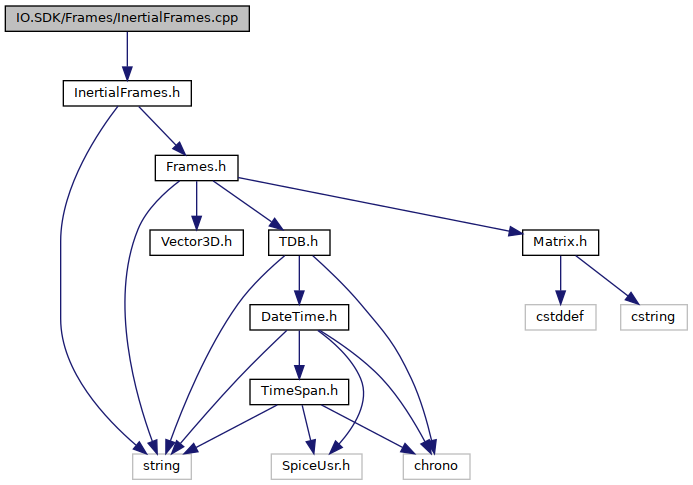 IO.SDK/Frames/InertialFrames.cpp
InertialFrames.h
Frames.h
Vector3D.h
TDB.h
Matrix.h
DateTime.h
cstddef
cstring
TimeSpan.h
string
SpiceUsr.h
chrono